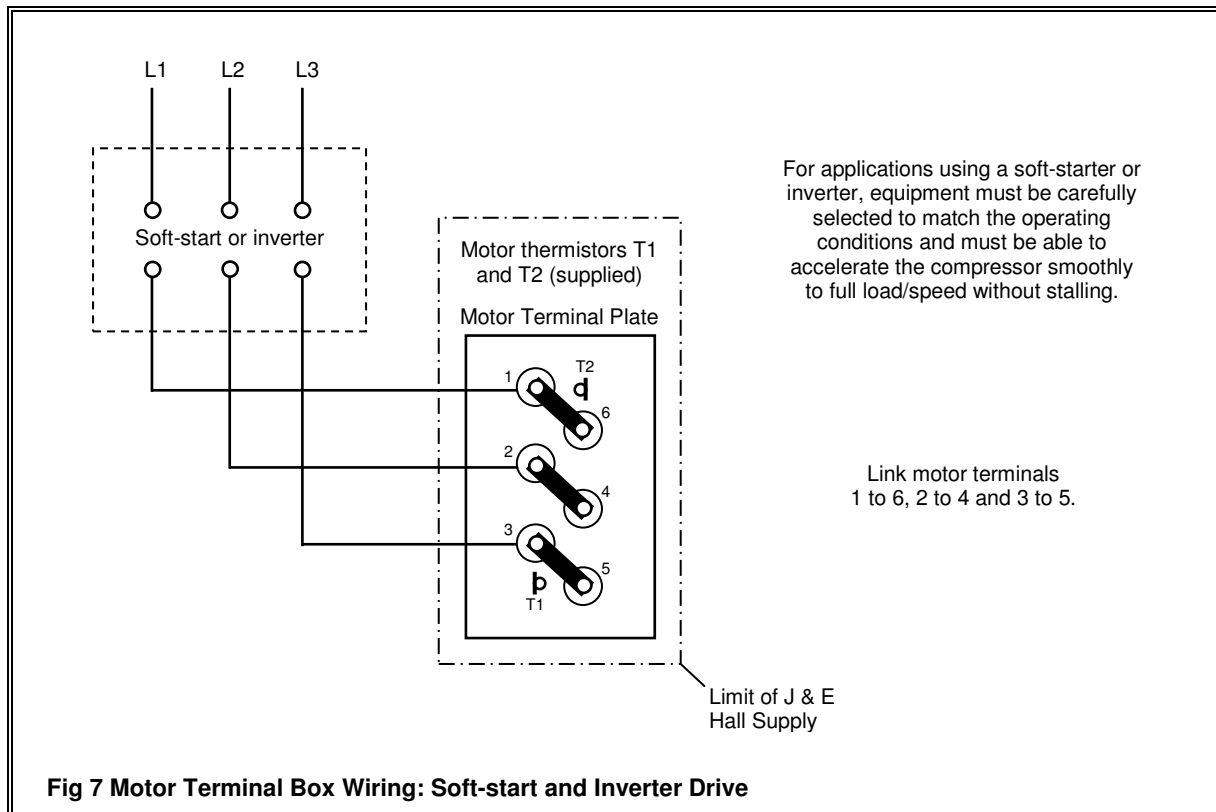 L1 L2 L3
Soft-start or inverter
For applications using a soft-starter or
inverter, equipment must be carefully
selected to match the operating
conditions and must be able to
accelerate the compressor smoothly
to full load/speed without stalling.
Motor thermistors T1
and T2 (supplied)
Motor Terminal Plate
1
T2
6
2
4
3
5
T1
Link motor terminals
1 to 6, 2 to 4 and 3 to 5.
Limit of J & E
Hall Supply
Fig 7 Motor Terminal Box Wiring: Soft-start and Inverter Drive